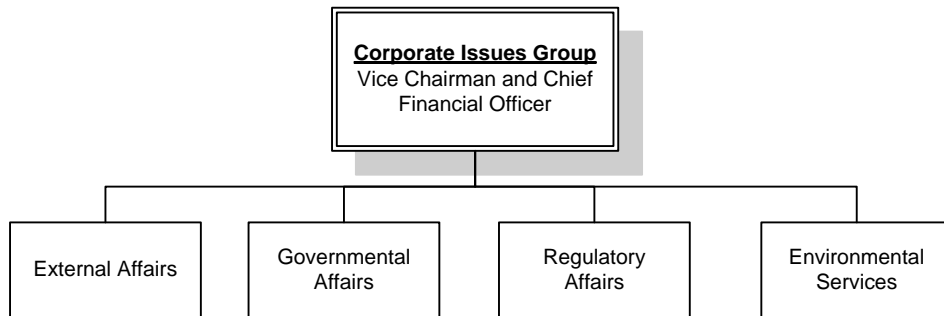 Corporate Issues Group
Vice Chairman and Chief
Financial Officer
External Affairs
Governmental
Affairs
Regulatory
Affairs
Environmental
Services